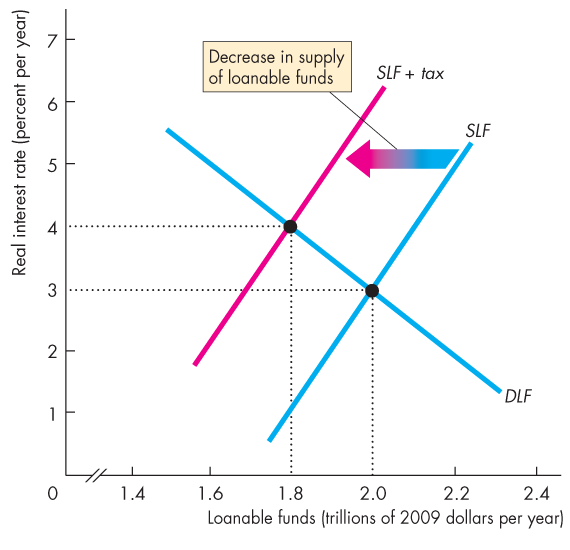 Real interest rate (percent per year)
7
6
5
4
3
2
1
0
Decrease in supply
of loanable funds
SLF + tax
SLF
DLF
1.4 1.6 1.8 2.0 2.2 2.4
Loanable funds (trillions of 2009 dollars per year)